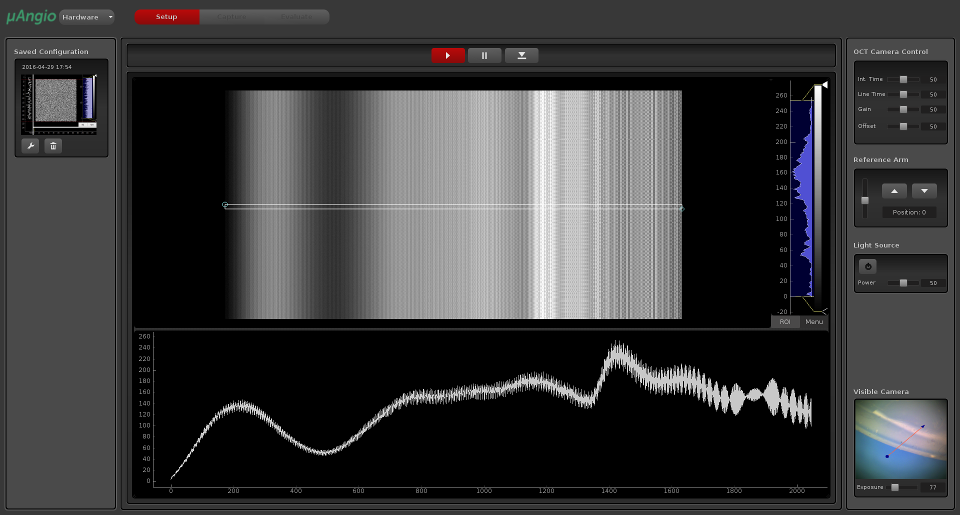 µAngio
Hardware
Setup
Capture
Evaluate
Saved Configuration
2016-04-29 17:54
260
240
220
200
180
160
140
120
100
80
60
40
20
0
-20
ROI
Menu
260
240
220
200
180
160
140
120
100
80
60
40
20
0
0
200
400
600
800
1000
1200
1400
1600
1800
2000
OCT Camera Control
Int. Time 50
Line Time 50
Gain 50
Offset 50
Reference Arm
Position: 0
Light Source
Power 50
Visible Camera
Exposure 77